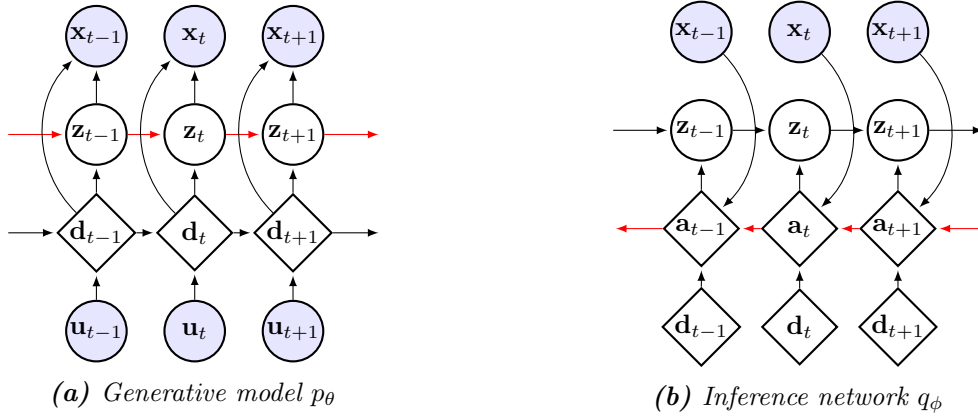 x_{t−1} x_t x_{t+1} x_{t−1} x_t x_{t+1}
z_{t−1} z_t z_{t+1} z_{t−1} z_t z_{t+1}
d_{t−1} d_t d_{t+1} a_{t−1} a_t a_{t+1}
u_{t−1} u_t u_{t+1} d_{t−1} d_t d_{t+1}
(a) Generative model p_θ
(b) Inference network q_ϕ